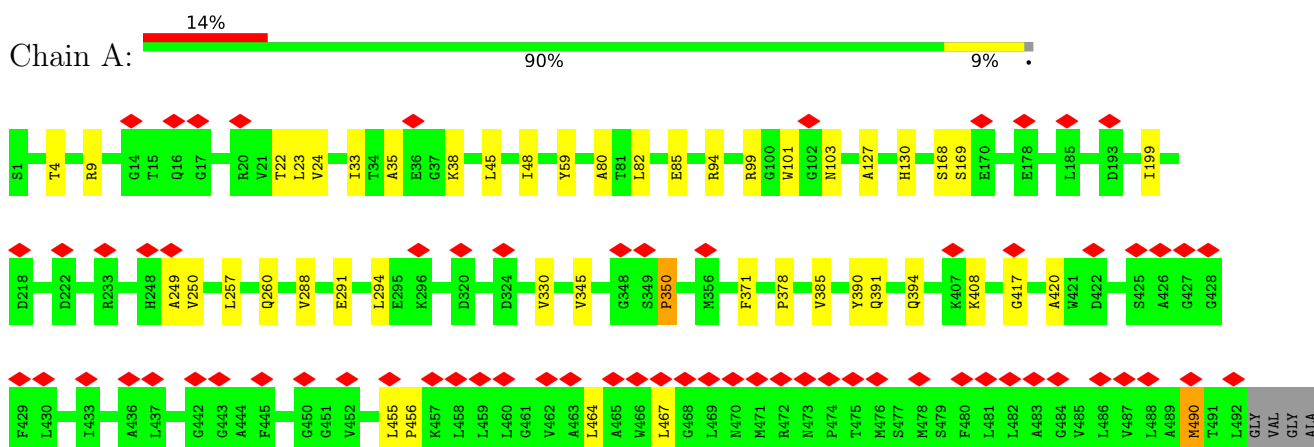 14%
Chain A:
90% 9% •
S1 T4 R9 G14 T15 Q16 G17 R20 V21 T22 L23 V24 I33 T34 A35 E36 G37 K38 L45 I48 Y59 A80 T81 L82 E85 R94 R99 G100 W101 G102 N103 A127 H130 S168 S169 E170 E178 L185 D193 I199
D218 D222 R233 H248 A249 V250 L257 Q260 V288 E291 L294 E295 K296 D320 D324 V330 V345 G348 S349 P350 M356 F371 P378 V385 Y390 Q391 Q394 K407 K408 G417 A420 W421 D422 S425 A426 G427 G428
F429 L430 I433 A436 L437 G442 G443 A444 F445 G450 G451 V452 L455 P456 K457 L458 L459 L460 G461 V462 A463 L464 A465 W466 L467 G468 L469 N470 M471 R472 N473 P474 T475 M476 M478 S477 S479 F480 L481 L482 A483 G484 V485 L486 V487 L488 A489 M490 T491 L492 GLY VAL GLY ALA